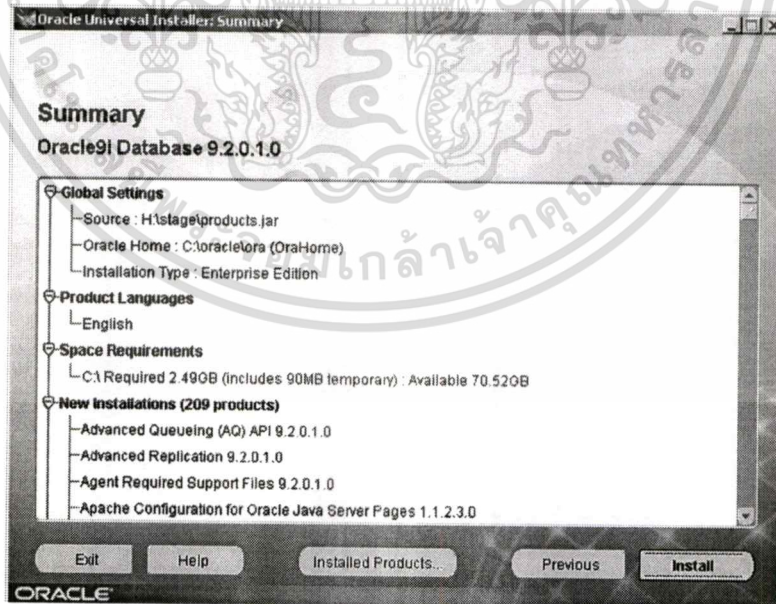 Oracle Universal Installer: Summary
Summary
Oracle9i Database 9.2.0.1.0
Global Settings
Source : H:\stage\products.jar
Oracle Home : C:\oracle\ora (OraHome)
Installation Type : Enterprise Edition
Product Languages
English
Space Requirements
C:\ Required 2.49GB (includes 90MB temporary) : Available 70.52GB
New Installations (209 products)
Advanced Queueing (AQ) API 9.2.0.1.0
Advanced Replication 9.2.0.1.0
Agent Required Support Files 9.2.0.1.0
Apache Configuration for Oracle Java Server Pages 1.1.2.3.0
Exit
Help
Installed Products...
Previous
Install
ORACLE